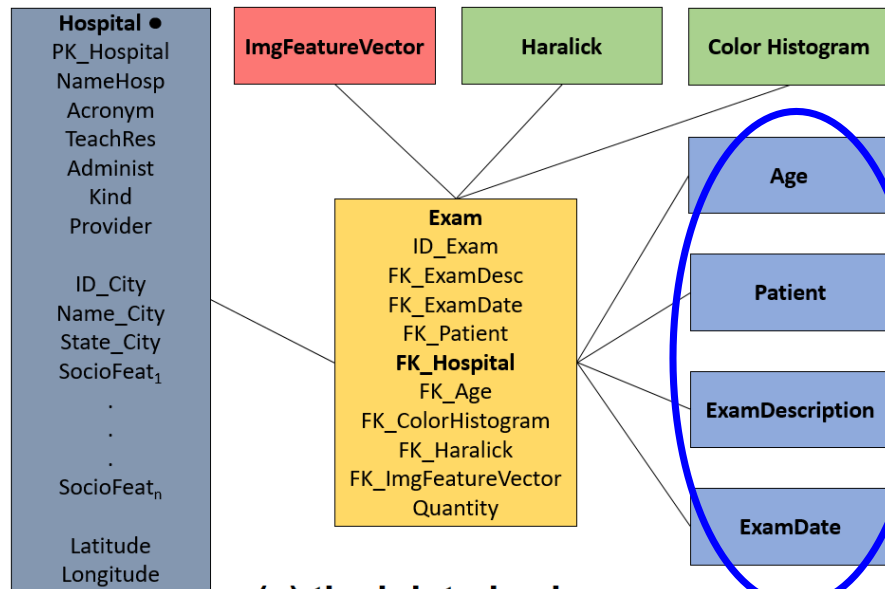 Hospital ●
PK_Hospital
NameHosp
Acronym
TeachRes
Administ
Kind
Provider
ID_City
Name_City
State_City
SocioFeat₁
.
.
.
SocioFeatₙ
Latitude
Longitude
ImgFeatureVector
Haralick
Color Histogram
Exam
ID_Exam
FK_ExamDesc
FK_ExamDate
FK_Patient
FK_Hospital
FK_Age
FK_ColorHistogram
FK_Haralick
FK_ImgFeatureVector
Quantity
Age
Patient
ExamDescription
ExamDate